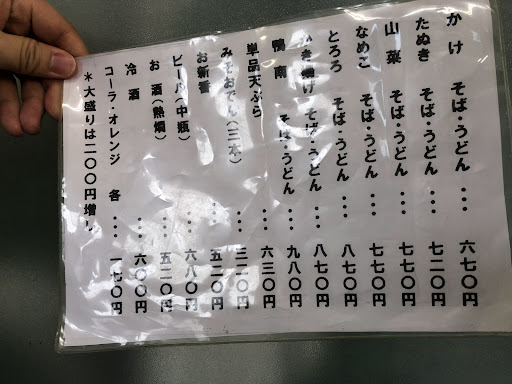 かけ そば・うどん … 六七〇円
たぬき そば・うどん … 七二〇円
山菜 そば・うどん … 七七〇円
なめこ そば・うどん … 七七〇円
とろろ そば・うどん … 八七〇円
かき揚げ そば・うどん … 八七〇円
鴨南 そば・うどん … 九八〇円
単品天ぷら … 六三〇円
みそおでん(三本) … 三一〇円
お新香 … 五二〇円
ビール(中瓶) … 六八〇円
お酒(熱燗) … 五二〇円
冷酒 … 六〇〇円
コーラ・オレンジ 各 … 一七〇円
*大盛りは二〇〇円増し